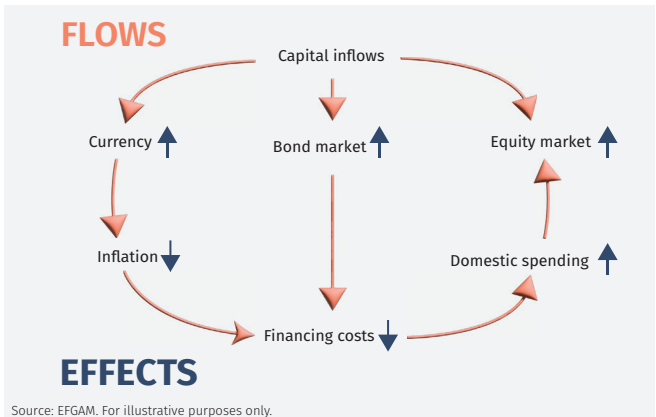 FLOWS
Capital inflows
Currency
Bond market
Equity market
Inflation
Domestic spending
Financing costs
EFFECTS
Source: EFGAM. For illustrative purposes only.